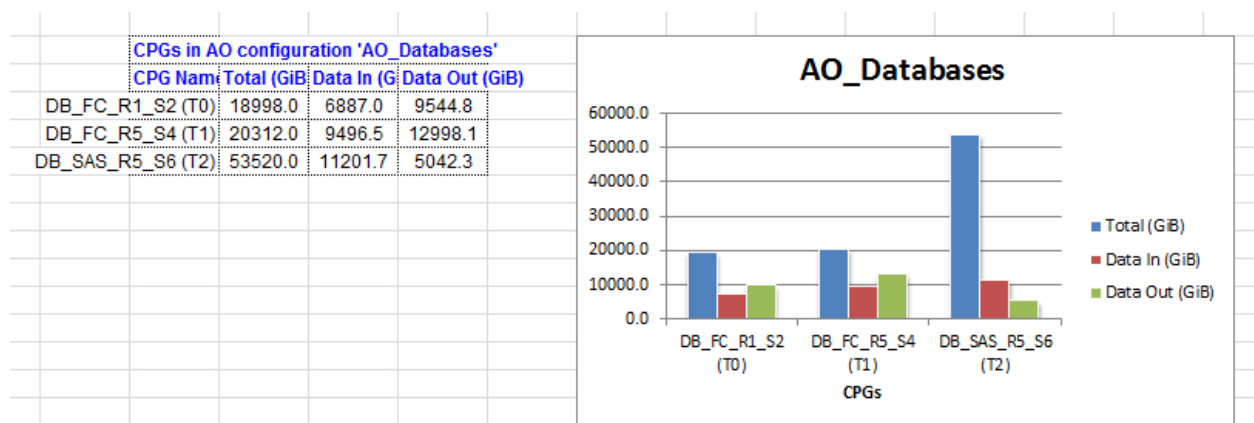 CPGs in AO configuration 'AO_Databases'
CPG Name Total (GiB Data In (G Data Out (GiB)
DB_FC_R1_S2 (T0) 18998.0 6887.0 9544.8
DB_FC_R5_S4 (T1) 20312.0 9496.5 12998.1
DB_SAS_R5_S6 (T2) 53520.0 11201.7 5042.3
AO_Databases
60000.0
50000.0
40000.0
30000.0
20000.0
10000.0
0.0
DB_FC_R1_S2 DB_FC_R5_S4 DB_SAS_R5_S6
(T0) (T1) (T2)
CPGs
Total (GiB)
Data In (GiB)
Data Out (GiB)